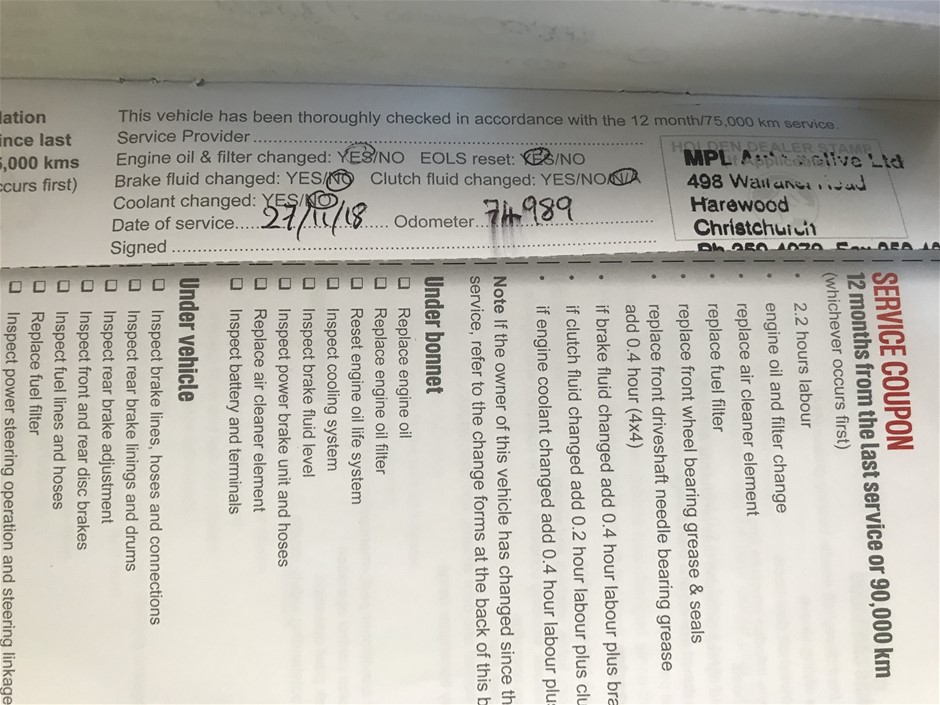 lation
ince last
5,000 kms
ccurs first)
This vehicle has been thoroughly checked in accordance with the 12 month/75,000 km service.
Service Provider
Engine oil & filter changed: YES/NO EOLS reset: YES/NO
Brake fluid changed: YES/NO Clutch fluid changed: YES/NO/NA
Coolant changed: YES/NO
Date of service 27/11/18 Odometer 74989
Signed
HOLDEN DEALER STAMP
MPL Automotive Ltd
498 Road
Harewood
Christchurch
SERVICE COUPON
12 months from the last service or 90,000 km
(whichever occurs first)
• 2.2 hours labour
• engine oil and filter change
• replace air cleaner element
• replace fuel filter
• replace front wheel bearing grease & seals
• replace front driveshaft needle bearing grease
add 0.4 hour (4x4)
• if brake fluid changed add 0.4 hour labour plus bra
• if clutch fluid changed add 0.2 hour labour plus clu
• if engine coolant changed add 0.4 hour labour plus
Note If the owner of this vehicle has changed since th
service, refer to the change forms at the back of this b
Under bonnet
❑ Replace engine oil
❑ Replace engine oil filter
❑ Reset engine oil life system
❑ Inspect cooling system
❑ Inspect brake fluid level
❑ Inspect power brake unit and hoses
❑ Replace air cleaner element
❑ Inspect battery and terminals
Under vehicle
❑ Inspect brake lines, hoses and connections
❑ Inspect rear brake linings and drums
❑ Inspect rear brake adjustment
❑ Inspect front and rear disc brakes
❑ Inspect fuel lines and hoses
❑ Replace fuel filter
❑ Inspect power steering operation and steering linkage